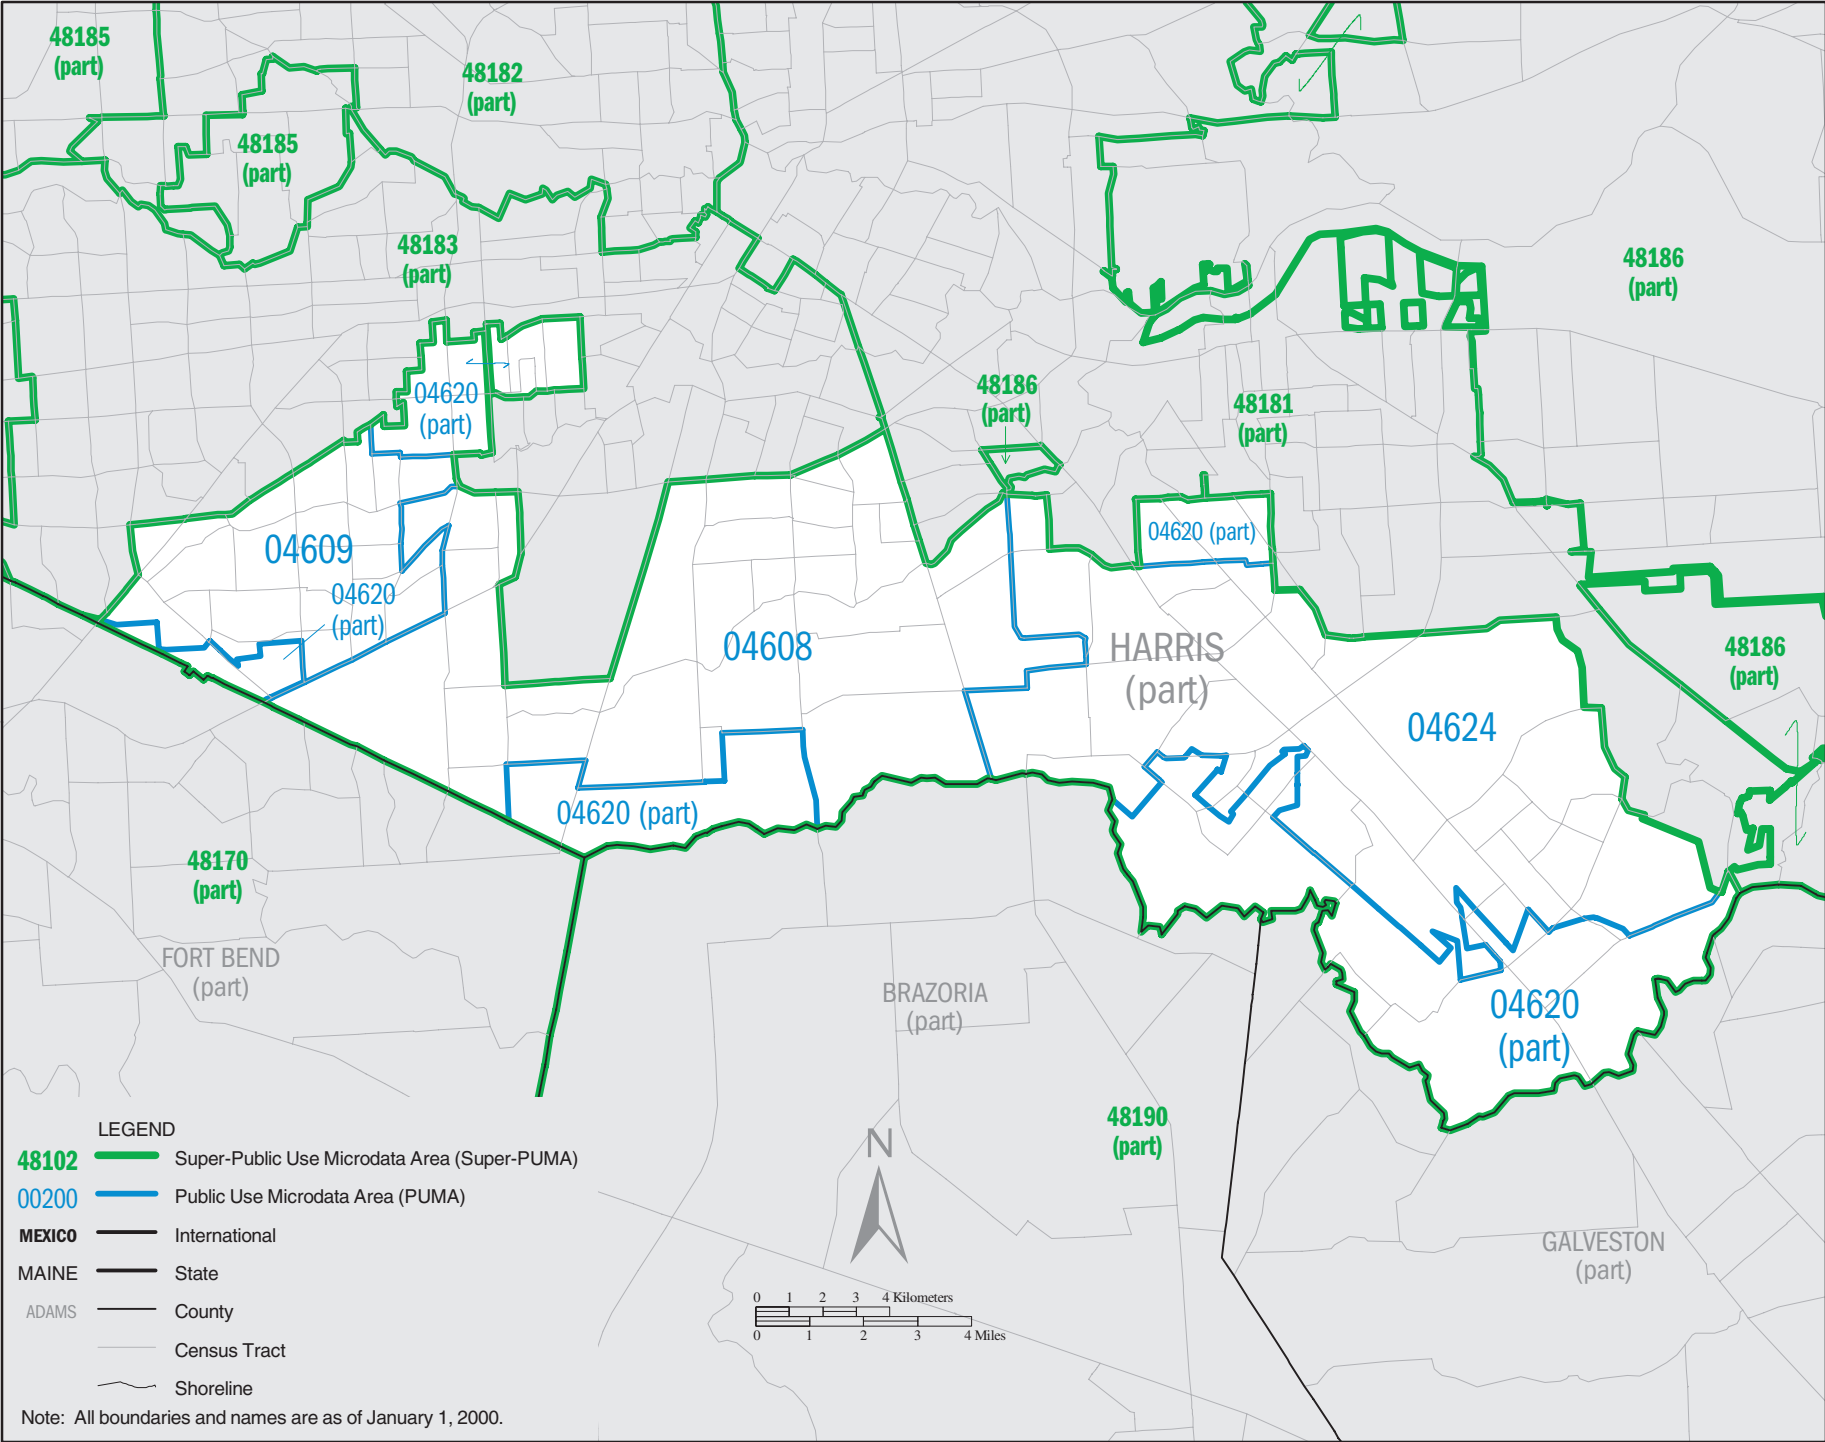 48185
(part)
48182
(part)
48185
(part)
48183
(part)
48186
(part)
04620
(part)
48186
(part)
48181
(part)
04620 (part)
04609
04620
(part)
04608
HARRIS
(part)
48186
(part)
04624
04620 (part)
48170
(part)
FORT BEND
(part)
BRAZORIA
(part)
04620
(part)
48190
(part)
GALVESTON
(part)
N
0 1 2 3 4 Kilometers
0 1 2 3 4 Miles
LEGEND
48102 Super-Public Use Microdata Area (Super-PUMA)
00200 Public Use Microdata Area (PUMA)
MEXICO International
MAINE State
ADAMS County
Census Tract
Shoreline
Note: All boundaries and names are as of January 1, 2000.